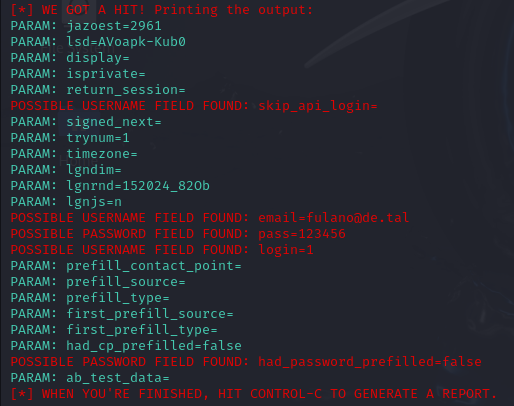 [*] WE GOT A HIT! Printing the output:
PARAM: jazoest=2961
PARAM: lsd=AVoapk-Kub0
PARAM: display=
PARAM: isprivate=
PARAM: return_session=
POSSIBLE USERNAME FIELD FOUND: skip_api_login=
PARAM: signed_next=
PARAM: trynum=1
PARAM: timezone=
PARAM: lgndim=
PARAM: lgnrnd=152024_82Ob
PARAM: lgnjs=n
POSSIBLE USERNAME FIELD FOUND: email=fulano@de.tal
POSSIBLE PASSWORD FIELD FOUND: pass=123456
POSSIBLE USERNAME FIELD FOUND: login=1
PARAM: prefill_contact_point=
PARAM: prefill_source=
PARAM: prefill_type=
PARAM: first_prefill_source=
PARAM: first_prefill_type=
PARAM: had_cp_prefilled=false
POSSIBLE PASSWORD FIELD FOUND: had_password_prefilled=false
PARAM: ab_test_data=
[*] WHEN YOU'RE FINISHED, HIT CONTROL-C TO GENERATE A REPORT.